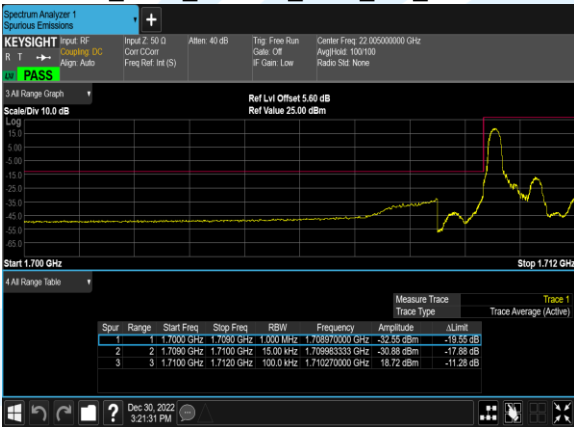 Spectrum Analyzer 1
Spurious Emissions
KEYSIGHT Input: RF Input Z: 50 Ω Atten: 40 dB Trig: Free Run Center Freq: 22.005000000 GHz
R T Coupling: DC Corr CCorr Gate: Off Avg|Hold: 100/100
Align: Auto Freq Ref: Int (S) IF Gain: Low Radio Std: None
PASS
3 All Range Graph
Ref Lvl Offset 5.60 dB
Scale/Div 10.0 dB Ref Value 25.00 dBm
Log
15.0
5.00
-5.00
-15.0
-25.0
-35.0
-45.0
-55.0
-65.0
Start 1.700 GHz Stop 1.712 GHz
4 All Range Table
Measure Trace Trace 1
Trace Type Trace Average (Active)
Spur Range Start Freq Stop Freq RBW Frequency Amplitude ΔLimit
1 1 1.7000 GHz 1.7090 GHz 1.000 MHz 1.708970000 GHz -32.55 dBm -19.55 dB
2 2 1.7090 GHz 1.7100 GHz 15.00 kHz 1.709983333 GHz -30.88 dBm -17.88 dB
3 3 1.7100 GHz 1.7120 GHz 100.0 kHz 1.710270000 GHz 18.72 dBm -11.28 dB
Dec 30, 2022
3:21:31 PM